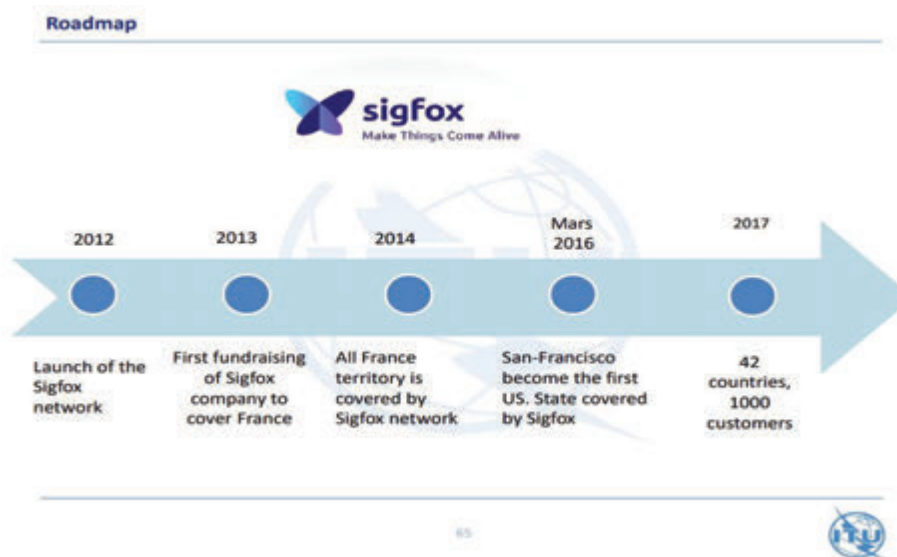 Roadmap
sigfox
Make Things Come Alive
2012
2013
2014
Mars
2016
2017
Launch of the
Sigfox
network
First fundraising
of Sigfox
company to
cover France
All France
territory is
covered by
Sigfox network
San-Francisco
become the first
US. State covered
by Sigfox
42
countries,
1000
customers
65
ITU